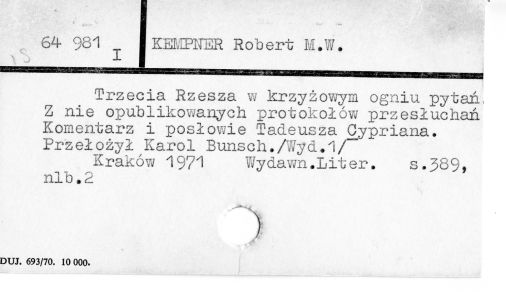 64 981 I KEMPNER Robert M.W.
Trzecia Rzesza w krzyżowym ogniu pytań.
Z nie opublikowanych protokołów przesłuchań
Komentarz i posłowie Tadeusza Cypriana.
Przełożył Karol Bunsch./Wyd.1/
Kraków 1971 Wydawn.Liter. s.389,
nlb.2
DUJ. 693/70. 10 000.